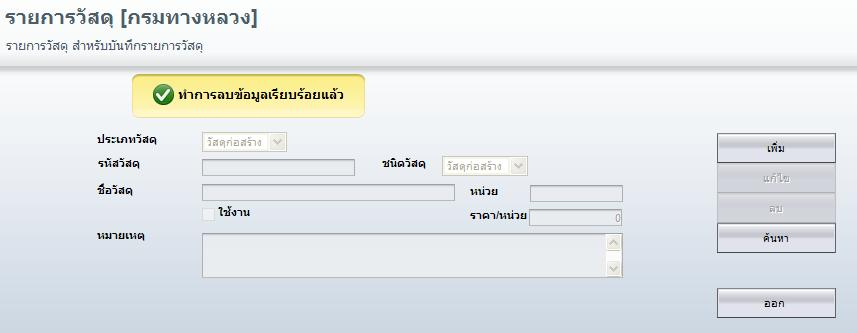 รายการวัสดุ [กรมทางหลวง]
รายการวัสดุ สำหรับบันทึกรายการวัสดุ
ทำการลบข้อมูลเรียบร้อยแล้ว
ประเภทวัสดุ วัสดุก่อสร้าง
เพิ่ม
รหัสวัสดุ ชนิดวัสดุ วัสดุก่อสร้าง
แก้ไข
ชื่อวัสดุ หน่วย
ลบ
ใช้งาน ราคา/หน่วย 0
หมายเหตุ
ค้นหา
ออก